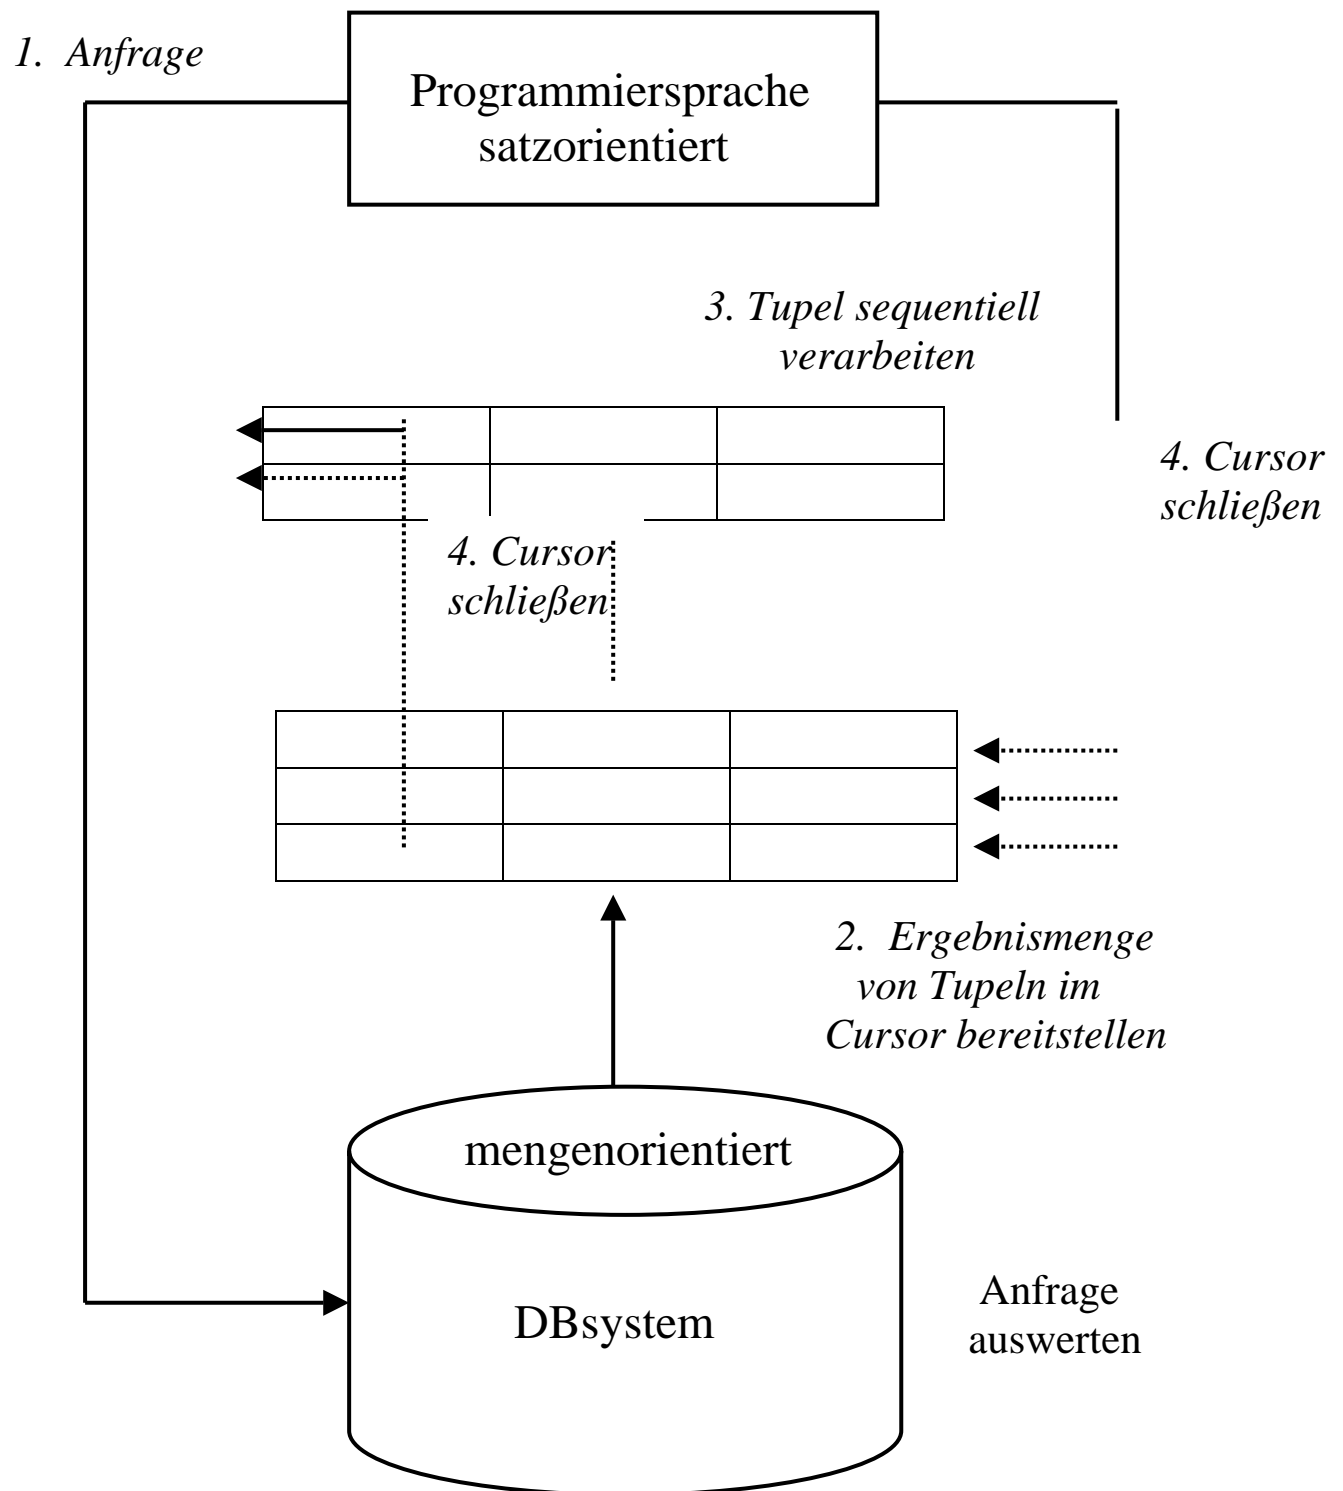 1. Anfrage
Programmiersprache
satzorientiert
3. Tupel sequentiell
verarbeiten
4. Cursor
schließen
4. Cursor
schließen
2. Ergebnismenge
von Tupeln im
Cursor bereitstellen
mengenorientiert
DBsystem
Anfrage
auswerten